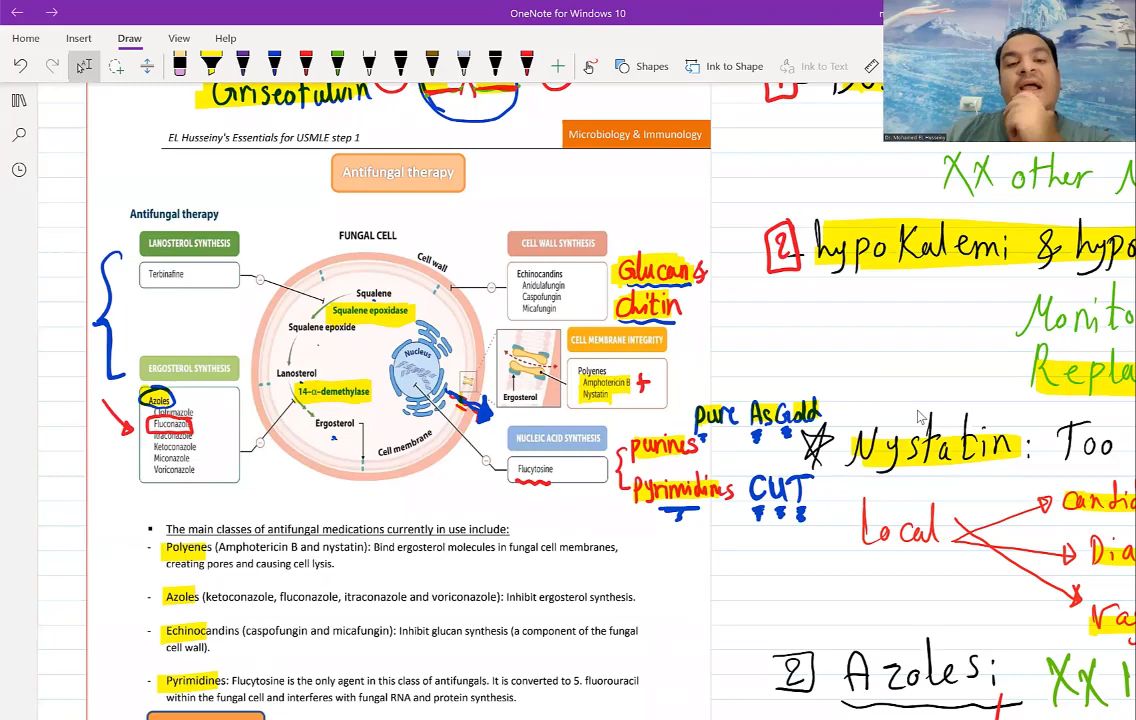 OneNote for Windows 10
Home Insert Draw View Help
Shapes Ink to Shape Ink to Text
Griseofulvin
EL Husseiny's Essentials for USMLE step 1
Microbiology & Immunology
Antifungal therapy
Antifungal therapy
LANOSTEROL SYNTHESIS
Terbinafine
ERGOSTEROL SYNTHESIS
Azoles
Clotrimazole
Fluconazole
Itraconazole
Ketoconazole
Miconazole
Voriconazole
FUNGAL CELL
Cell wall
Squalene
Squalene epoxidase
Squalene epoxide
Nucleus
Lanosterol
14-α-demethylase
Ergosterol
Cell membrane
CELL WALL SYNTHESIS
Echinocandins
Anidulafungin
Caspofungin
Micafungin
Glucan &
Chitin
CELL MEMBRANE INTEGRITY
Polyenes
Amphotericin B
Nystatin
Ergosterol
NUCLEIC ACID SYNTHESIS
Flucytosine
pure As Gold
purines
pyrimidines CUT
▪ The main classes of antifungal medications currently in use include:
- Polyenes (Amphotericin B and nystatin): Bind ergosterol molecules in fungal cell membranes,
creating pores and causing cell lysis.
- Azoles (ketoconazole, fluconazole, itraconazole and voriconazole): Inhibit ergosterol synthesis.
- Echinocandins (caspofungin and micafungin): Inhibit glucan synthesis (a component of the fungal
cell wall).
- Pyrimidines: Flucytosine is the only agent in this class of antifungals. It is converted to 5. fluorouracil
within the fungal cell and interferes with fungal RNA and protein synthesis.
Dr. Mohamed EL Husseiny
XX other
2 hypoKalemi & hypo
Monito
Repla
Nystatin: Too
Local
candid
Dia
Vag
2 Azoles:
XX